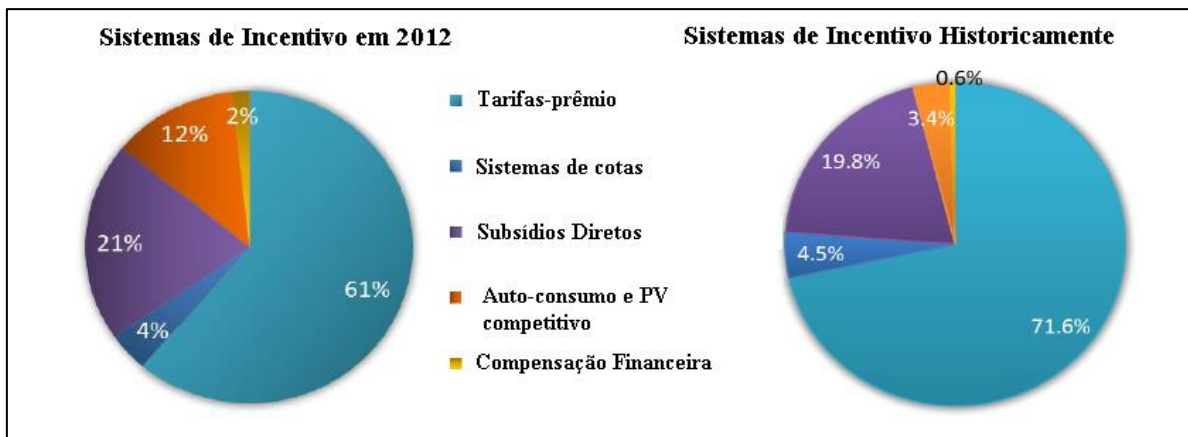 Sistemas de Incentivo em 2012
61%
4%
21%
12%
2%
Tarifas-prêmio
Sistemas de cotas
Subsídios Diretos
Auto-consumo e PV
competitivo
Compensação Financeira
Sistemas de Incentivo Historicamente
0.6%
3.4%
19.8%
4.5%
71.6%